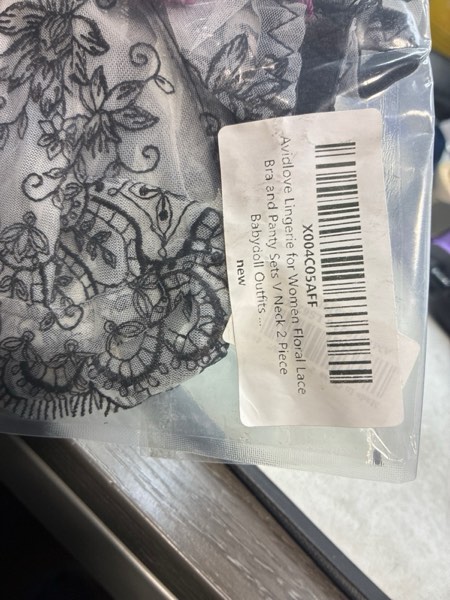 X004C05AFF
Avidlove Lingerie for Women Floral Lace
Bra and Panty Sets V Neck 2 Piece
Babydoll Outfits...
new